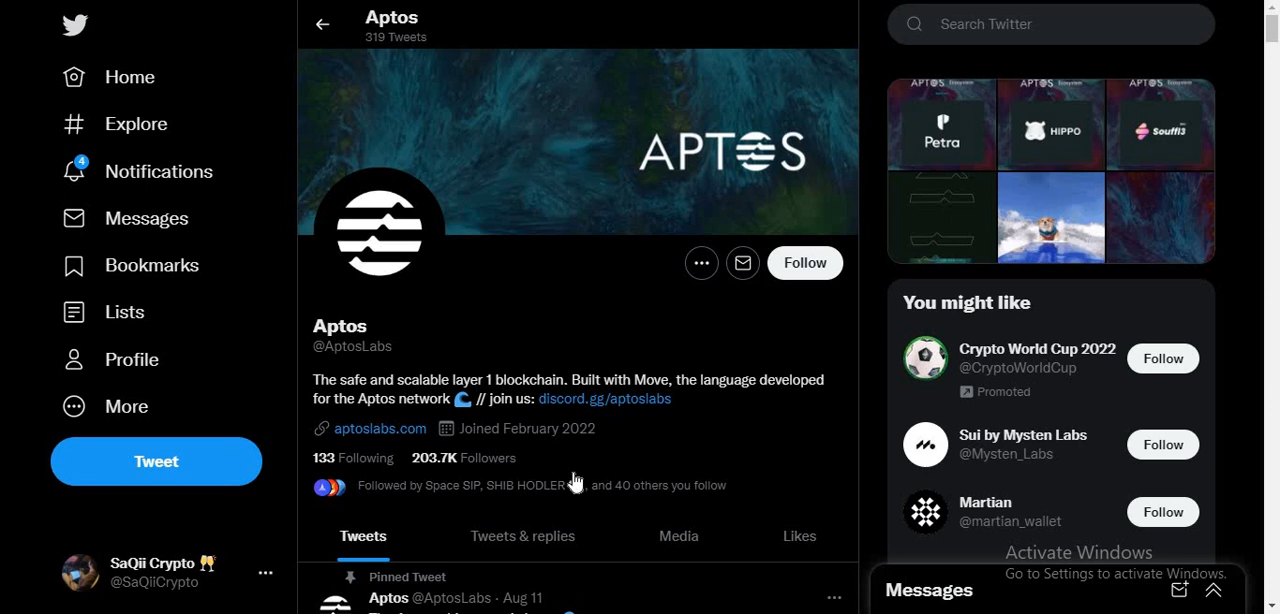 Home
Explore
4
Notifications
Messages
Bookmarks
Lists
Profile
More
Tweet
SaQii Crypto 🥂
@SaQiiCrypto
Aptos
319 Tweets
APTOS
Follow
Aptos
@AptosLabs
The safe and scalable layer 1 blockchain. Built with Move, the language developed
for the Aptos network 🌊 // join us: discord.gg/aptoslabs
aptoslabs.com Joined February 2022
133 Following 203.7K Followers
Followed by Space SIP, SHIB HODLER and 40 others you follow
Tweets Tweets & replies Media Likes
Pinned Tweet
Aptos @AptosLabs · Aug 11
Search Twitter
APTOS Ecosystem APTOS Ecosystem APTOS Ecosystem
Petra
HIPPO
Souffl3
You might like
Crypto World Cup 2022
@CryptoWorldCup
Follow
Promoted
Sui by Mysten Labs
@Mysten_Labs
Follow
Martian
@martian_wallet
Follow
Activate Windows
Go to Settings to activate Windows.
Messages